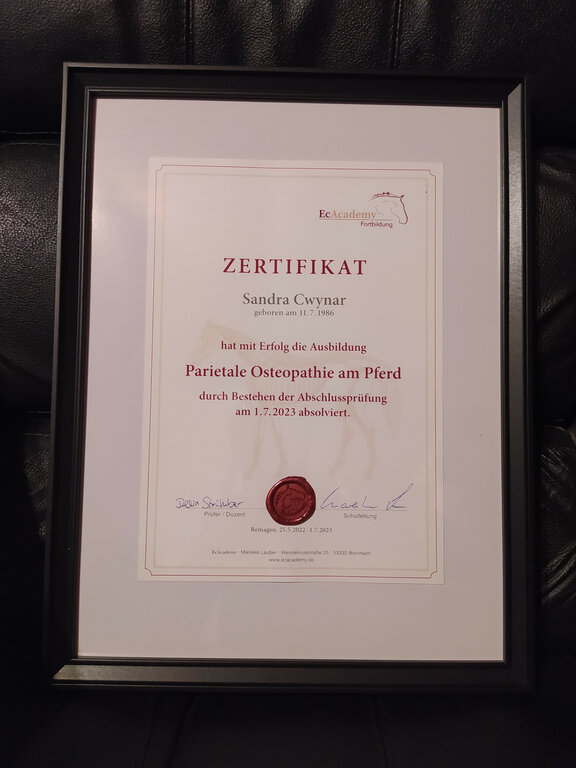 EcAcademy
Fortbildung
ZERTIFIKAT
Sandra Cwynar
geboren am 11.7.1986
hat mit Erfolg die Ausbildung
Parietale Osteopathie am Pferd
durch Bestehen der Abschlussprüfung
am 1.7.2023 absolviert.
Prüfer / Dozent
Schulleitung
Remagen, 25.5.2022–1.7.2023
EcAcademy · Mareike Lauber · Wendelinusstraße 25 · 53332 Bornheim
www.ecacademy.de